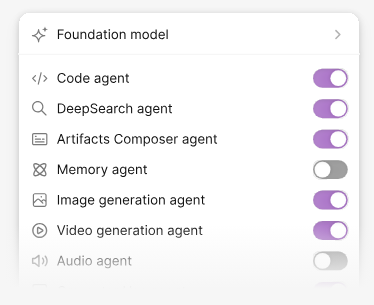 Foundation model
Code agent
DeepSearch agent
Artifacts Composer agent
Memory agent
Image generation agent
Video generation agent
Audio agent